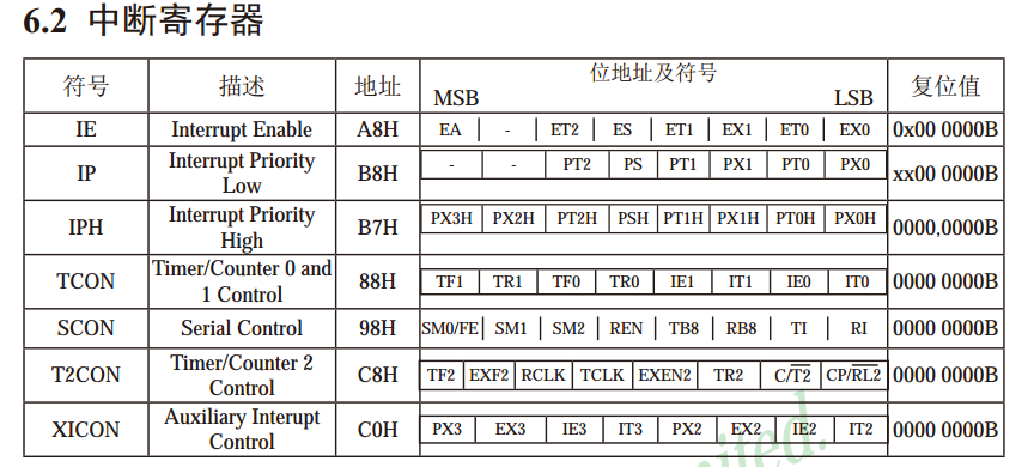 6.2 中断寄存器
符号 描述 地址 位地址及符号 复位值
MSB LSB
IE Interrupt Enable A8H EA - ET2 ES ET1 EX1 ET0 EX0 0x00 0000B
IP Interrupt Priority Low B8H - - PT2 PS PT1 PX1 PT0 PX0 xx00 0000B
IPH Interrupt Priority High B7H PX3H PX2H PT2H PSH PT1H PX1H PT0H PX0H 0000,0000B
TCON Timer/Counter 0 and 1 Control 88H TF1 TR1 TF0 TR0 IE1 IT1 IE0 IT0 0000 0000B
SCON Serial Control 98H SM0/FE SM1 SM2 REN TB8 RB8 TI RI 0000 0000B
T2CON Timer/Counter 2 Control C8H TF2 EXF2 RCLK TCLK EXEN2 TR2 C/T2 CP/RL2 0000 0000B
XICON Auxiliary Interupt Control C0H PX3 EX3 IE3 IT3 PX2 EX2 IE2 IT2 0000 0000B